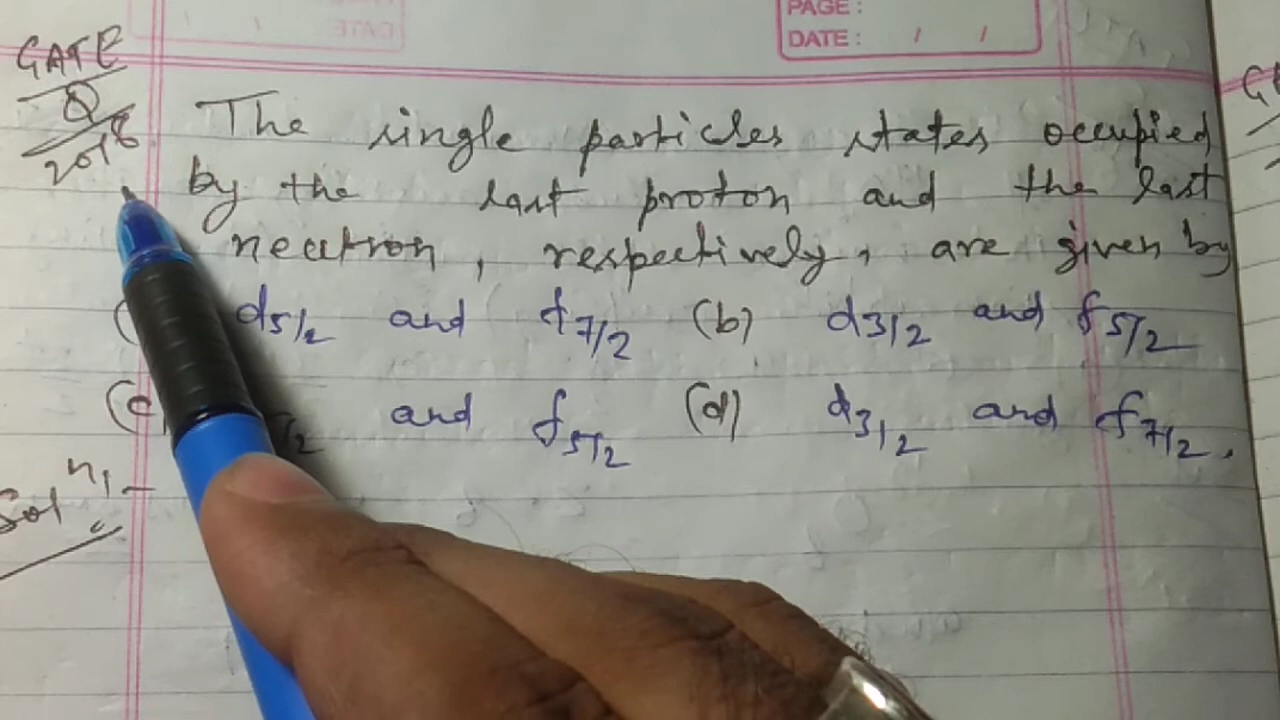 PAGE:
DATE: / /
GATE
Q
2018
The single particles states occupied
by the last proton and the last
neutron, respectively, are given by
d5/2 and f7/2 (b) d3/2 and f5/2
(c /2 and f5/2 (d) d3/2 and f7/2.
Soln,-